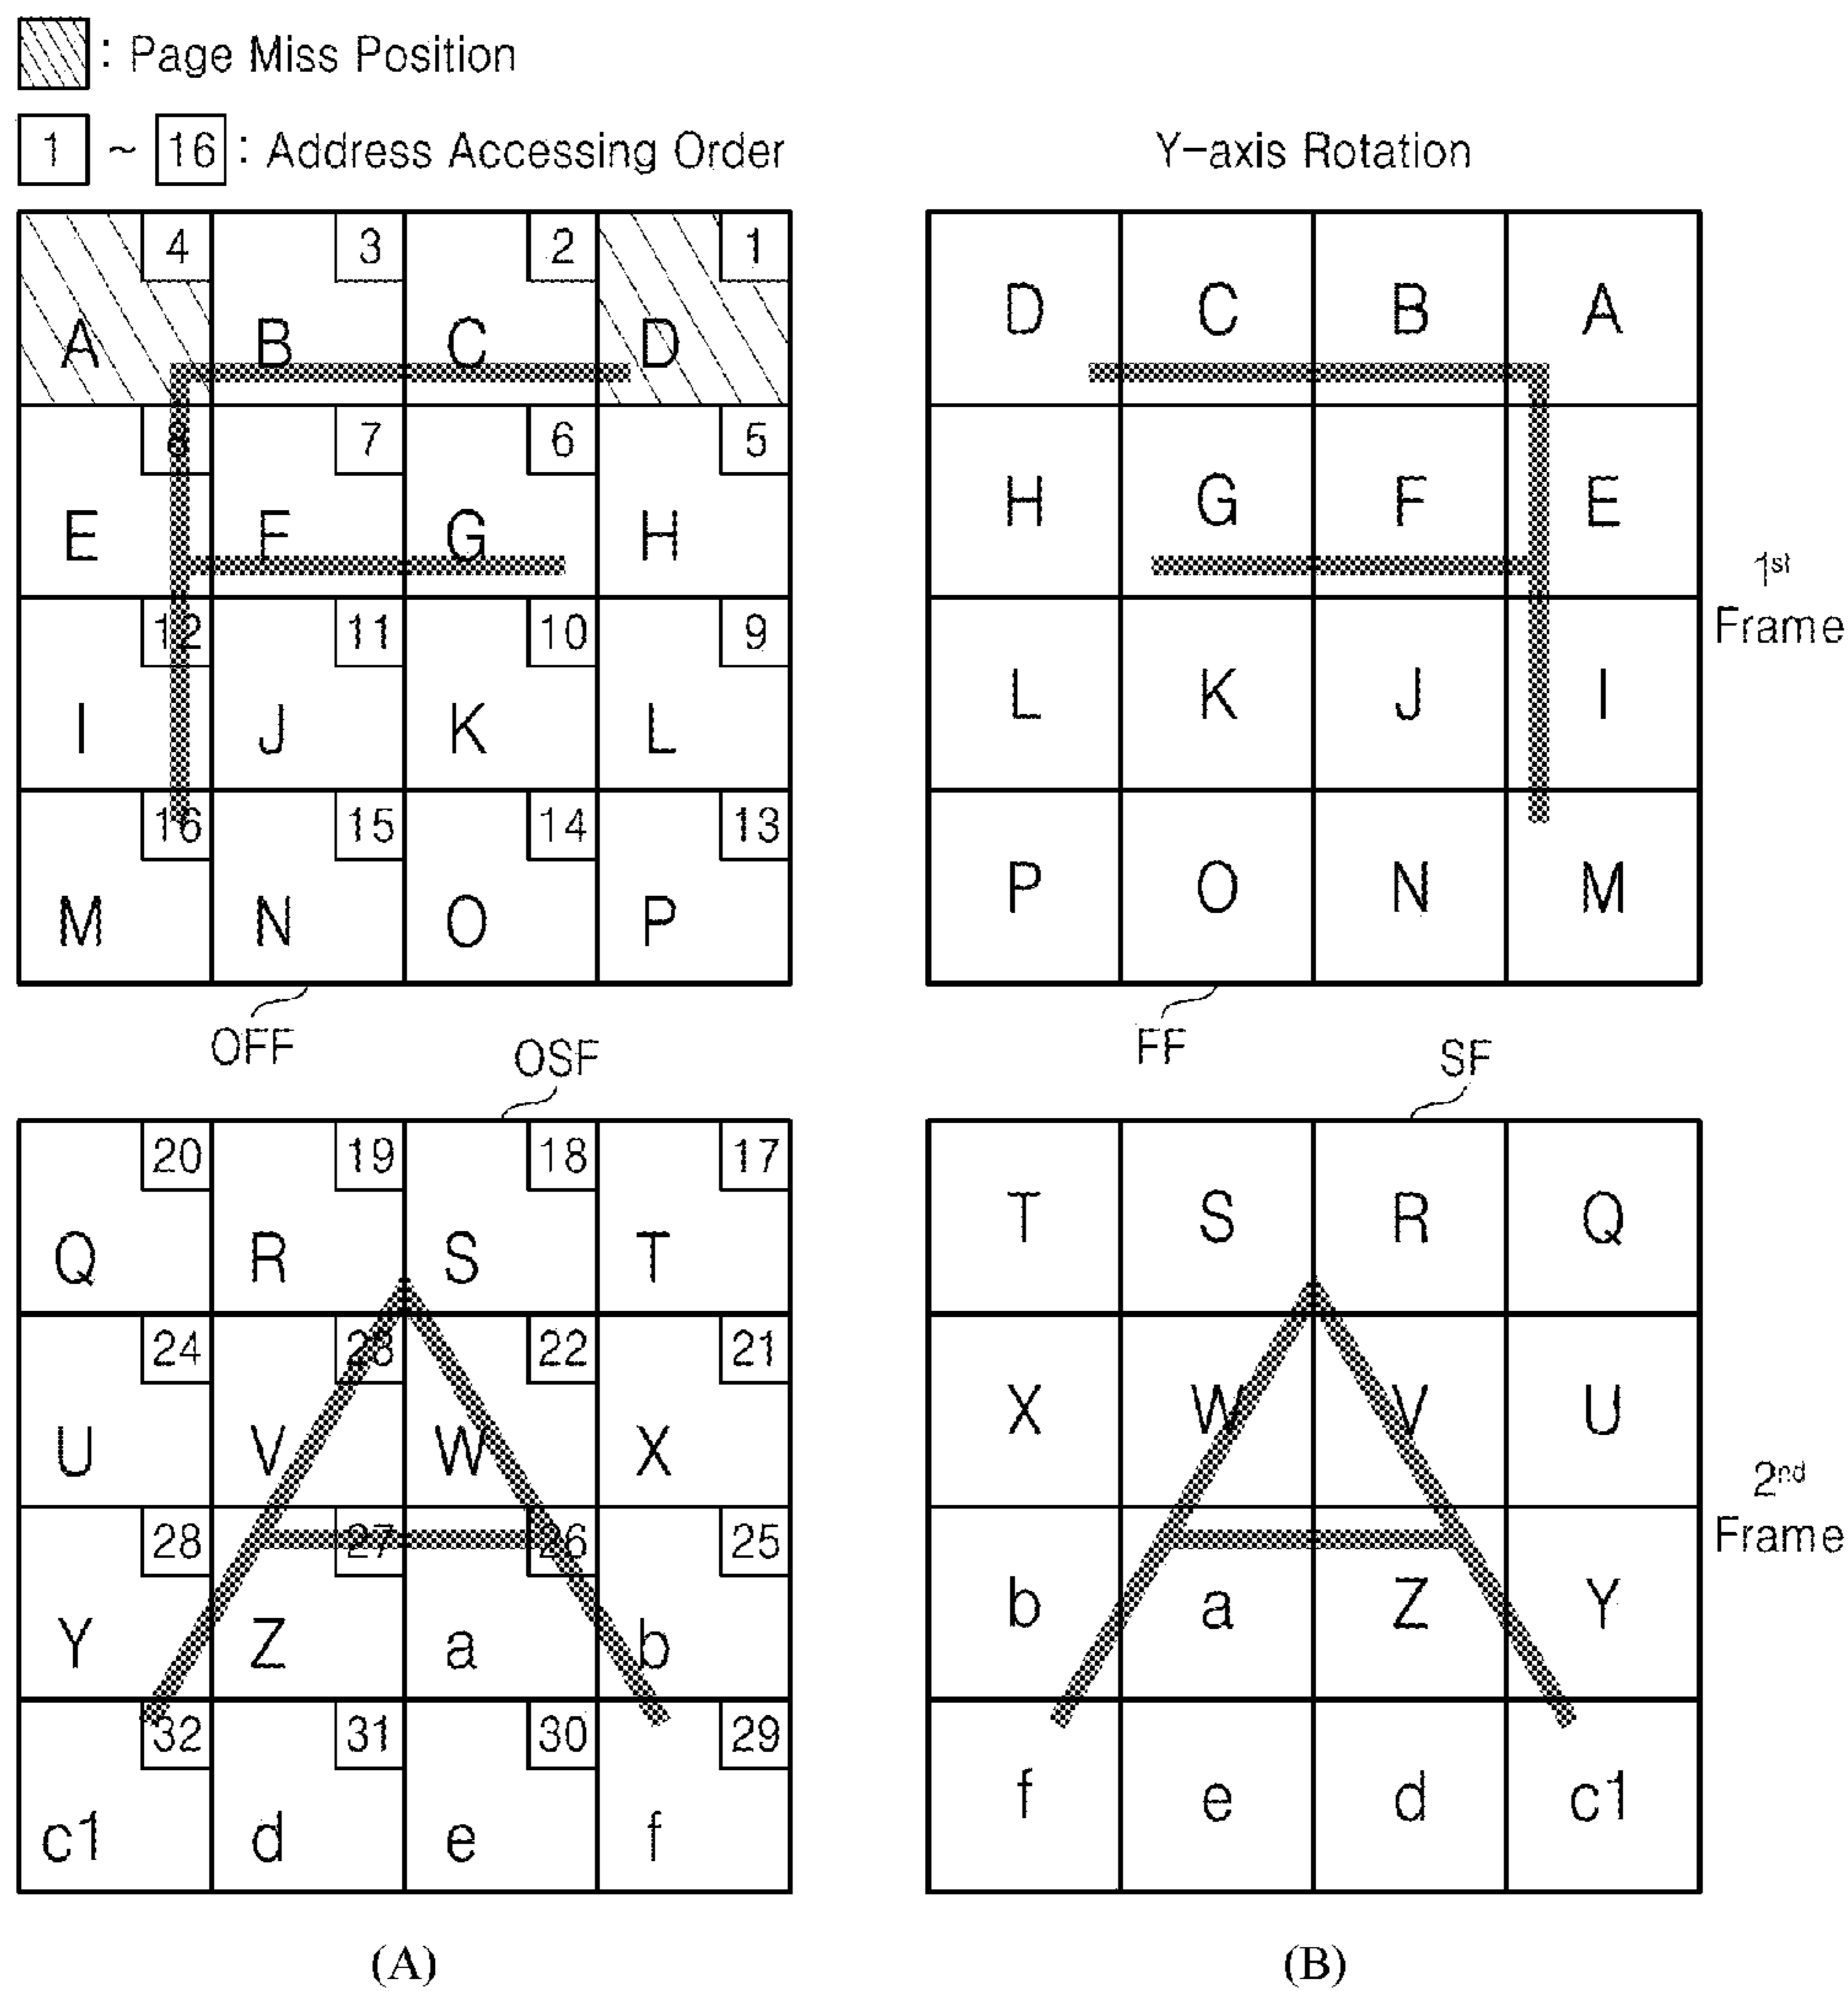 : Page Miss Position
1 ~ 16 : Address Accessing Order
Y-axis Rotation
4 3 2 1
A B C D
8 7 6 5
E F G H
12 11 10 9
I J K L
16 15 14 13
M N O P
D C B A
H G F E
L K J I
P O N M
1st
Frame
OFF
FF
OSF
SF
20 19 18 17
Q R S T
24 23 22 21
U V W X
28 27 26 25
Y Z a b
32 31 30 29
c1 d e f
T S R Q
X W V U
b a Z Y
f e d c1
2nd
Frame
(A)
(B)